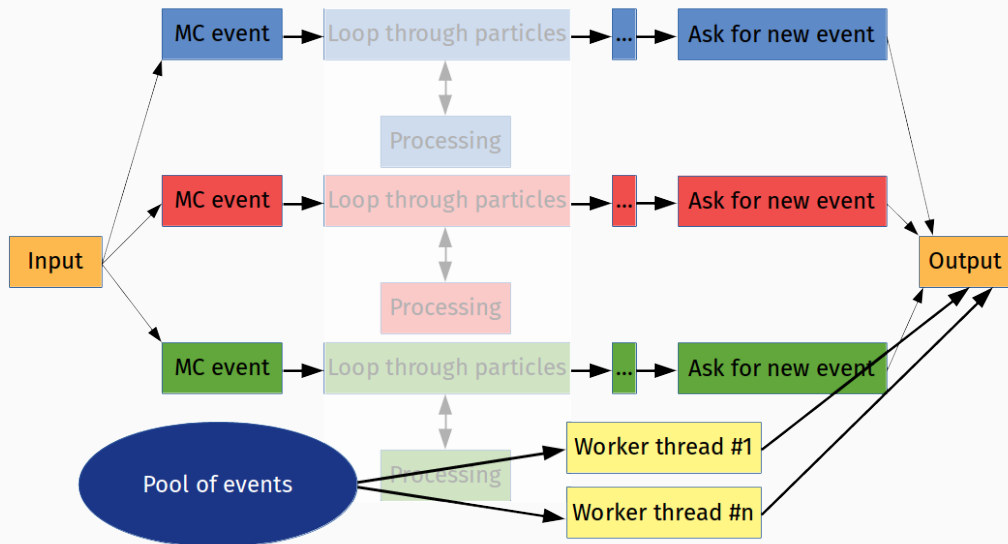 MC event
Loop through particles
...
Ask for new event
Processing
MC event
Loop through particles
...
Ask for new event
Input
Output
Processing
MC event
Loop through particles
...
Ask for new event
Worker thread #1
Processing
Pool of events
Worker thread #n